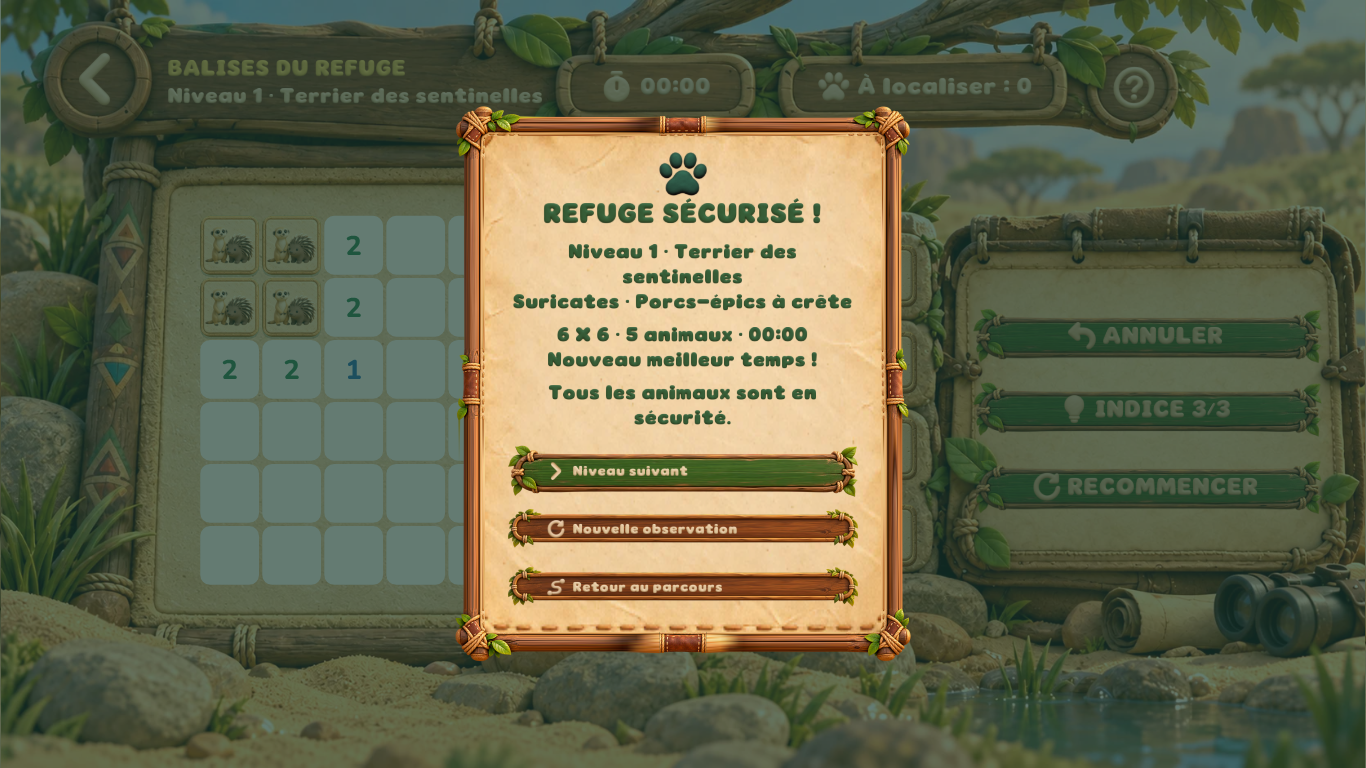 BALISES DU REFUGE
Niveau 1 · Terrier des sentinelles
00:00
À localiser : 0
?
REFUGE SÉCURISÉ !
Niveau 1 · Terrier des
sentinelles
Suricates · Porcs-épics à crête
6 X 6 · 5 animaux · 00:00
Nouveau meilleur temps !
Tous les animaux sont en
sécurité.
Niveau suivant
Nouvelle observation
Retour au parcours
2
2
2 2 1
ANNULER
INDICE 3/3
RECOMMENCER